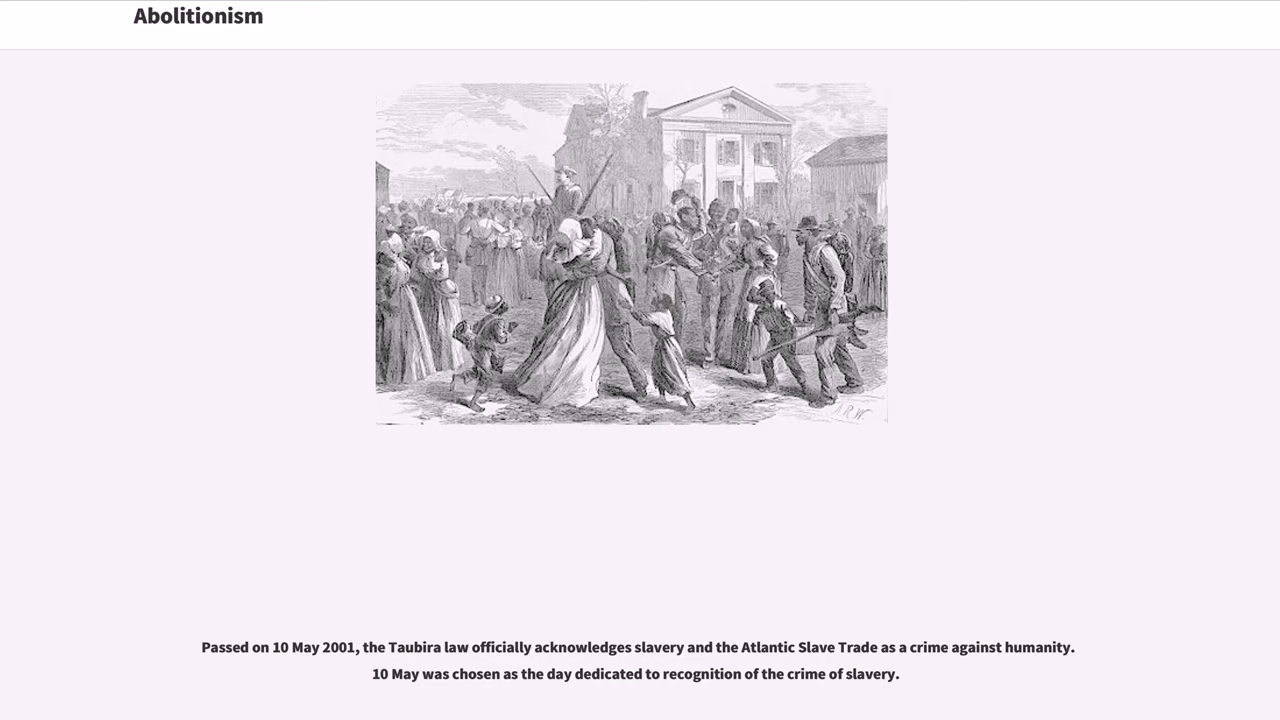 Abolitionism
ARW
Passed on 10 May 2001, the Taubira law officially acknowledges slavery and the Atlantic Slave Trade as a crime against humanity.
10 May was chosen as the day dedicated to recognition of the crime of slavery.